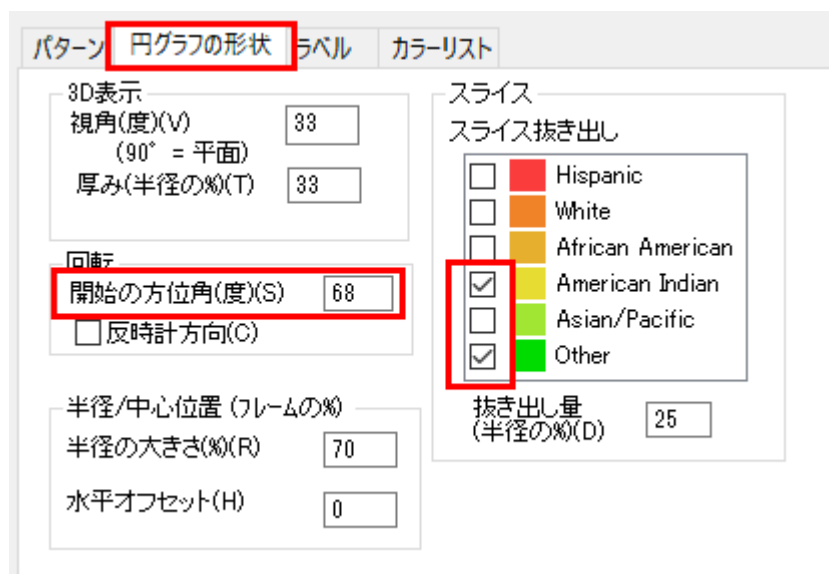 パターン 円グラフの形状 ラベル カラーリスト
3D表示
視角(度)(V) 33
(90° = 平面)
厚み(半径の%)(T) 33
回転
開始の方位角(度)(S) 68
反時計方向(C)
半径/中心位置 (フレームの%)
半径の大きさ(%)(R) 70
水平オフセット(H) 0
スライス
スライス抜き出し
Hispanic
White
African American
American Indian
Asian/Pacific
Other
抜き出し量
(半径の%)(D) 25